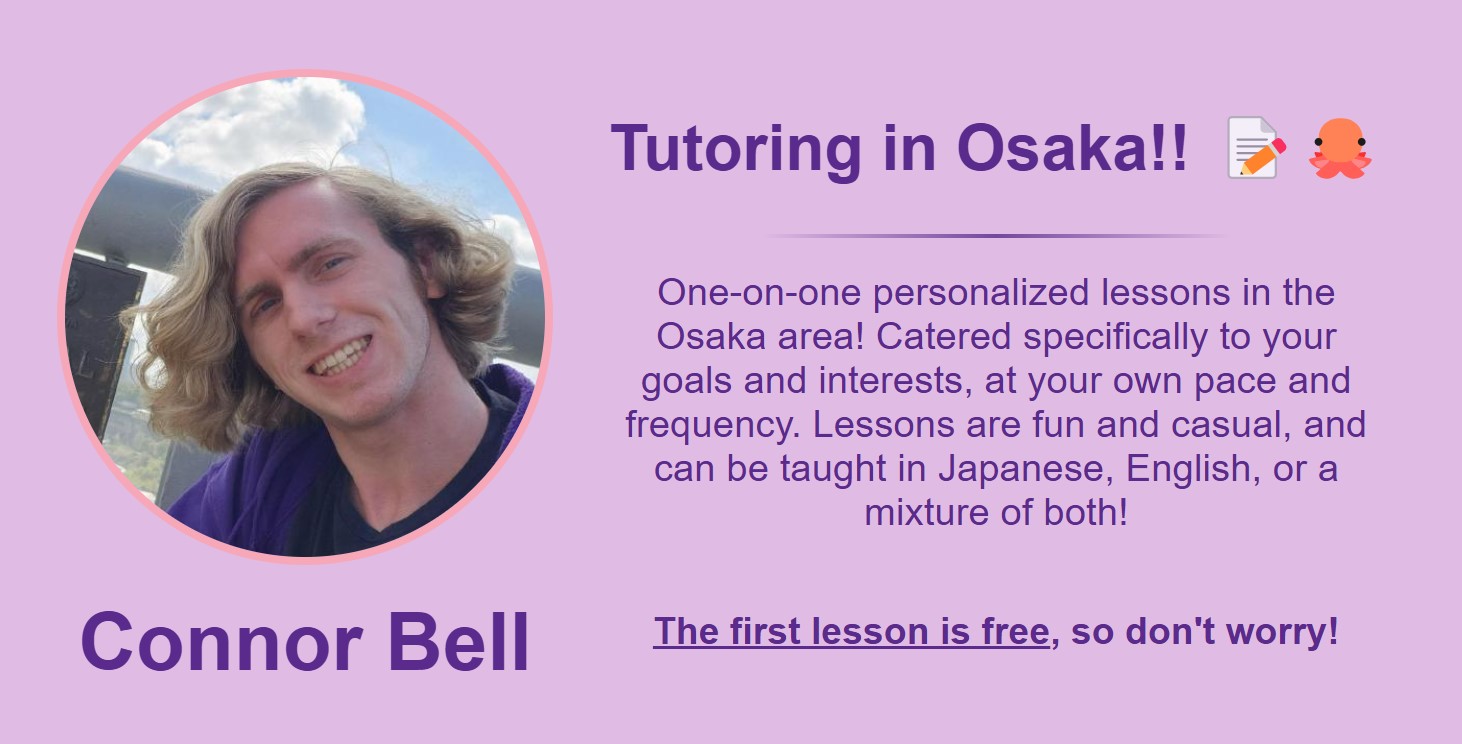 Tutoring in Osaka!! 📝 🐙
One-on-one personalized lessons in the
Osaka area! Catered specifically to your
goals and interests, at your own pace and
frequency. Lessons are fun and casual, and
can be taught in Japanese, English, or a
mixture of both!
The first lesson is free, so don't worry!
Connor Bell